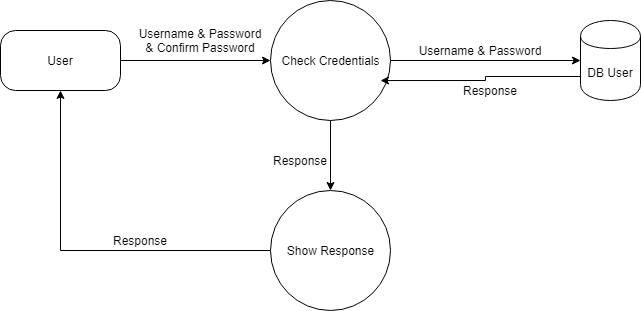 Username & Password
& Confirm Password
User
Check Credentials
Username & Password
DB User
Response
Response
Response
Show Response